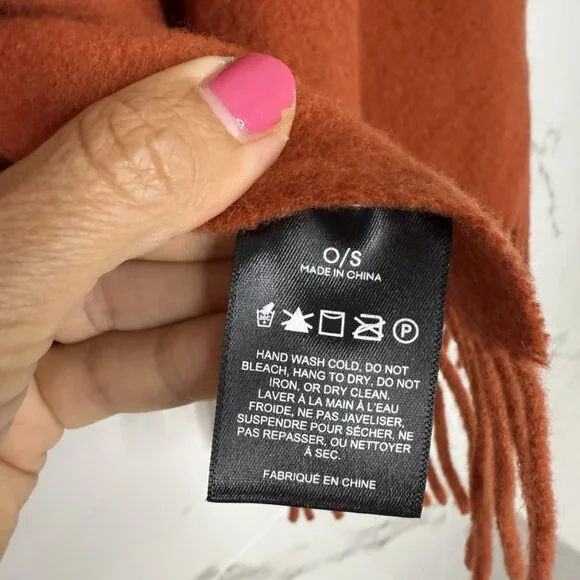 O/S
MADE IN CHINA
P
HAND WASH COLD, DO NOT
BLEACH, HANG TO DRY, DO NOT
IRON, OR DRY CLEAN.
LAVER À LA MAIN À L'EAU
FROIDE, NE PAS JAVELISER,
SUSPENDRE POUR SÉCHER, NE
PAS REPASSER, OU NETTOYER
À SEC.
FABRIQUÉ EN CHINE